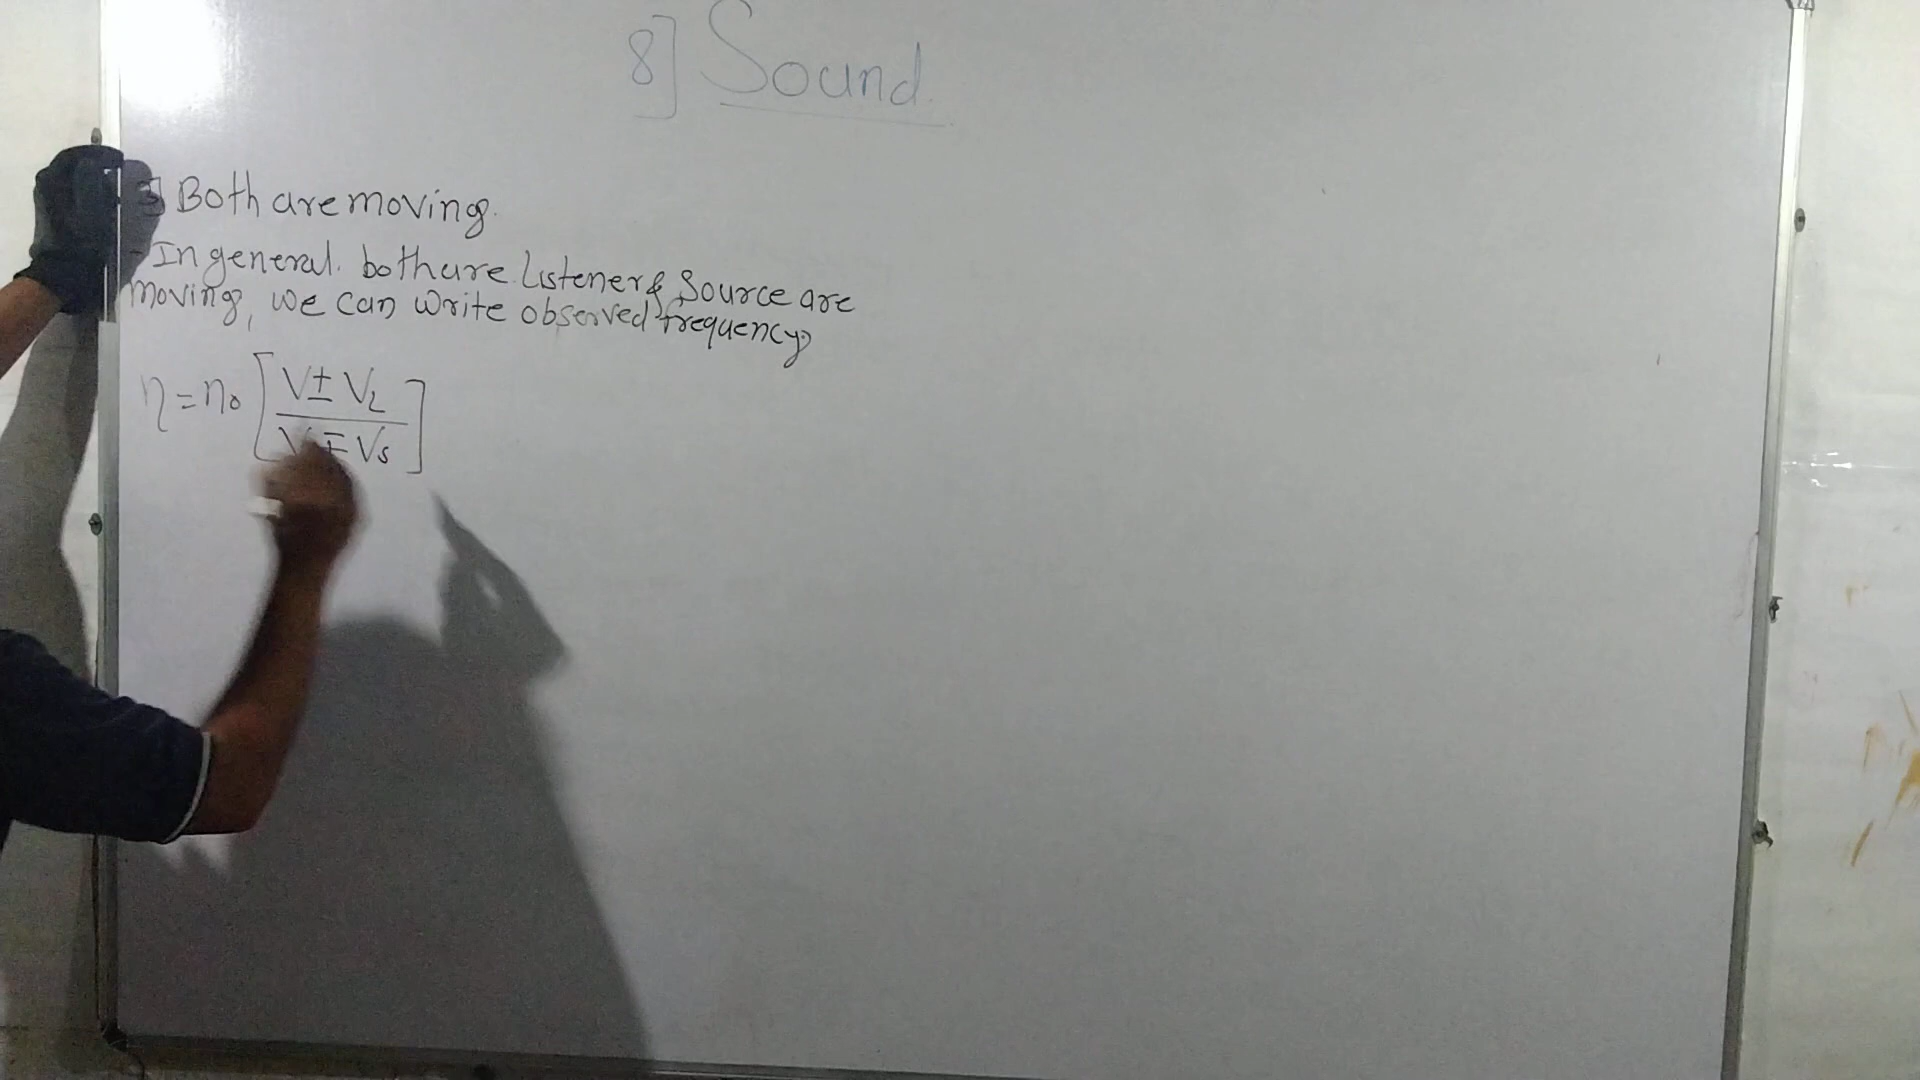 8] Sound.
3] Both are moving.
- In general. both are Listener & Source are
moving, we can write observed frequency
n = n₀ [ V ± V_L / V ∓ V_s ]